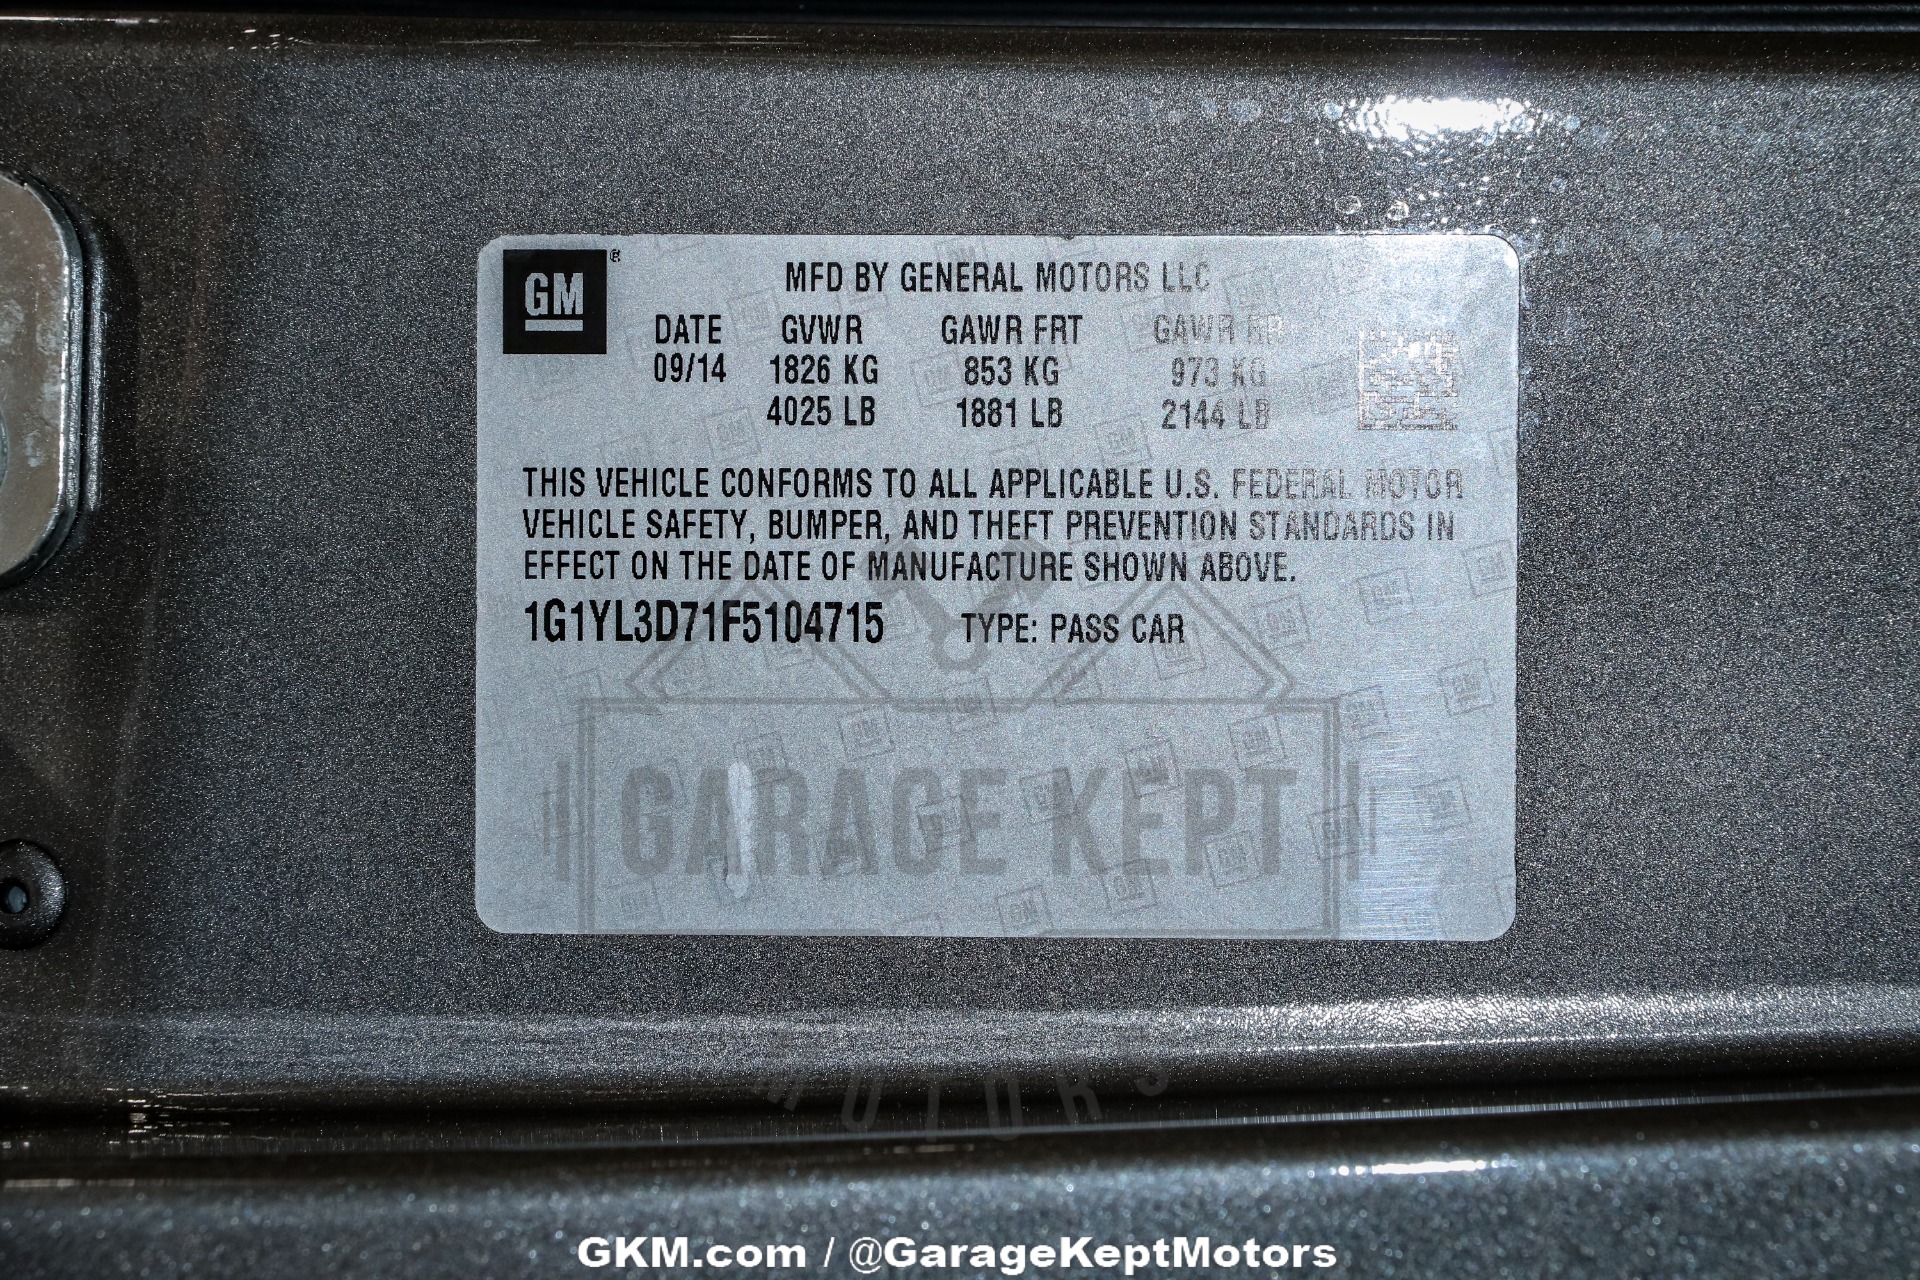 GM®
MFD BY GENERAL MOTORS LLC
DATE GVWR GAWR FRT GAWR RR
09/14 1826 KG 853 KG 973 KG
4025 LB 1881 LB 2144 LB
THIS VEHICLE CONFORMS TO ALL APPLICABLE U.S. FEDERAL MOTOR
VEHICLE SAFETY, BUMPER, AND THEFT PREVENTION STANDARDS IN
EFFECT ON THE DATE OF MANUFACTURE SHOWN ABOVE.
1G1YL3D71F5104715 TYPE: PASS CAR
GARAGE KEPT
MOTORS
GKM.com / @GarageKeptMotors